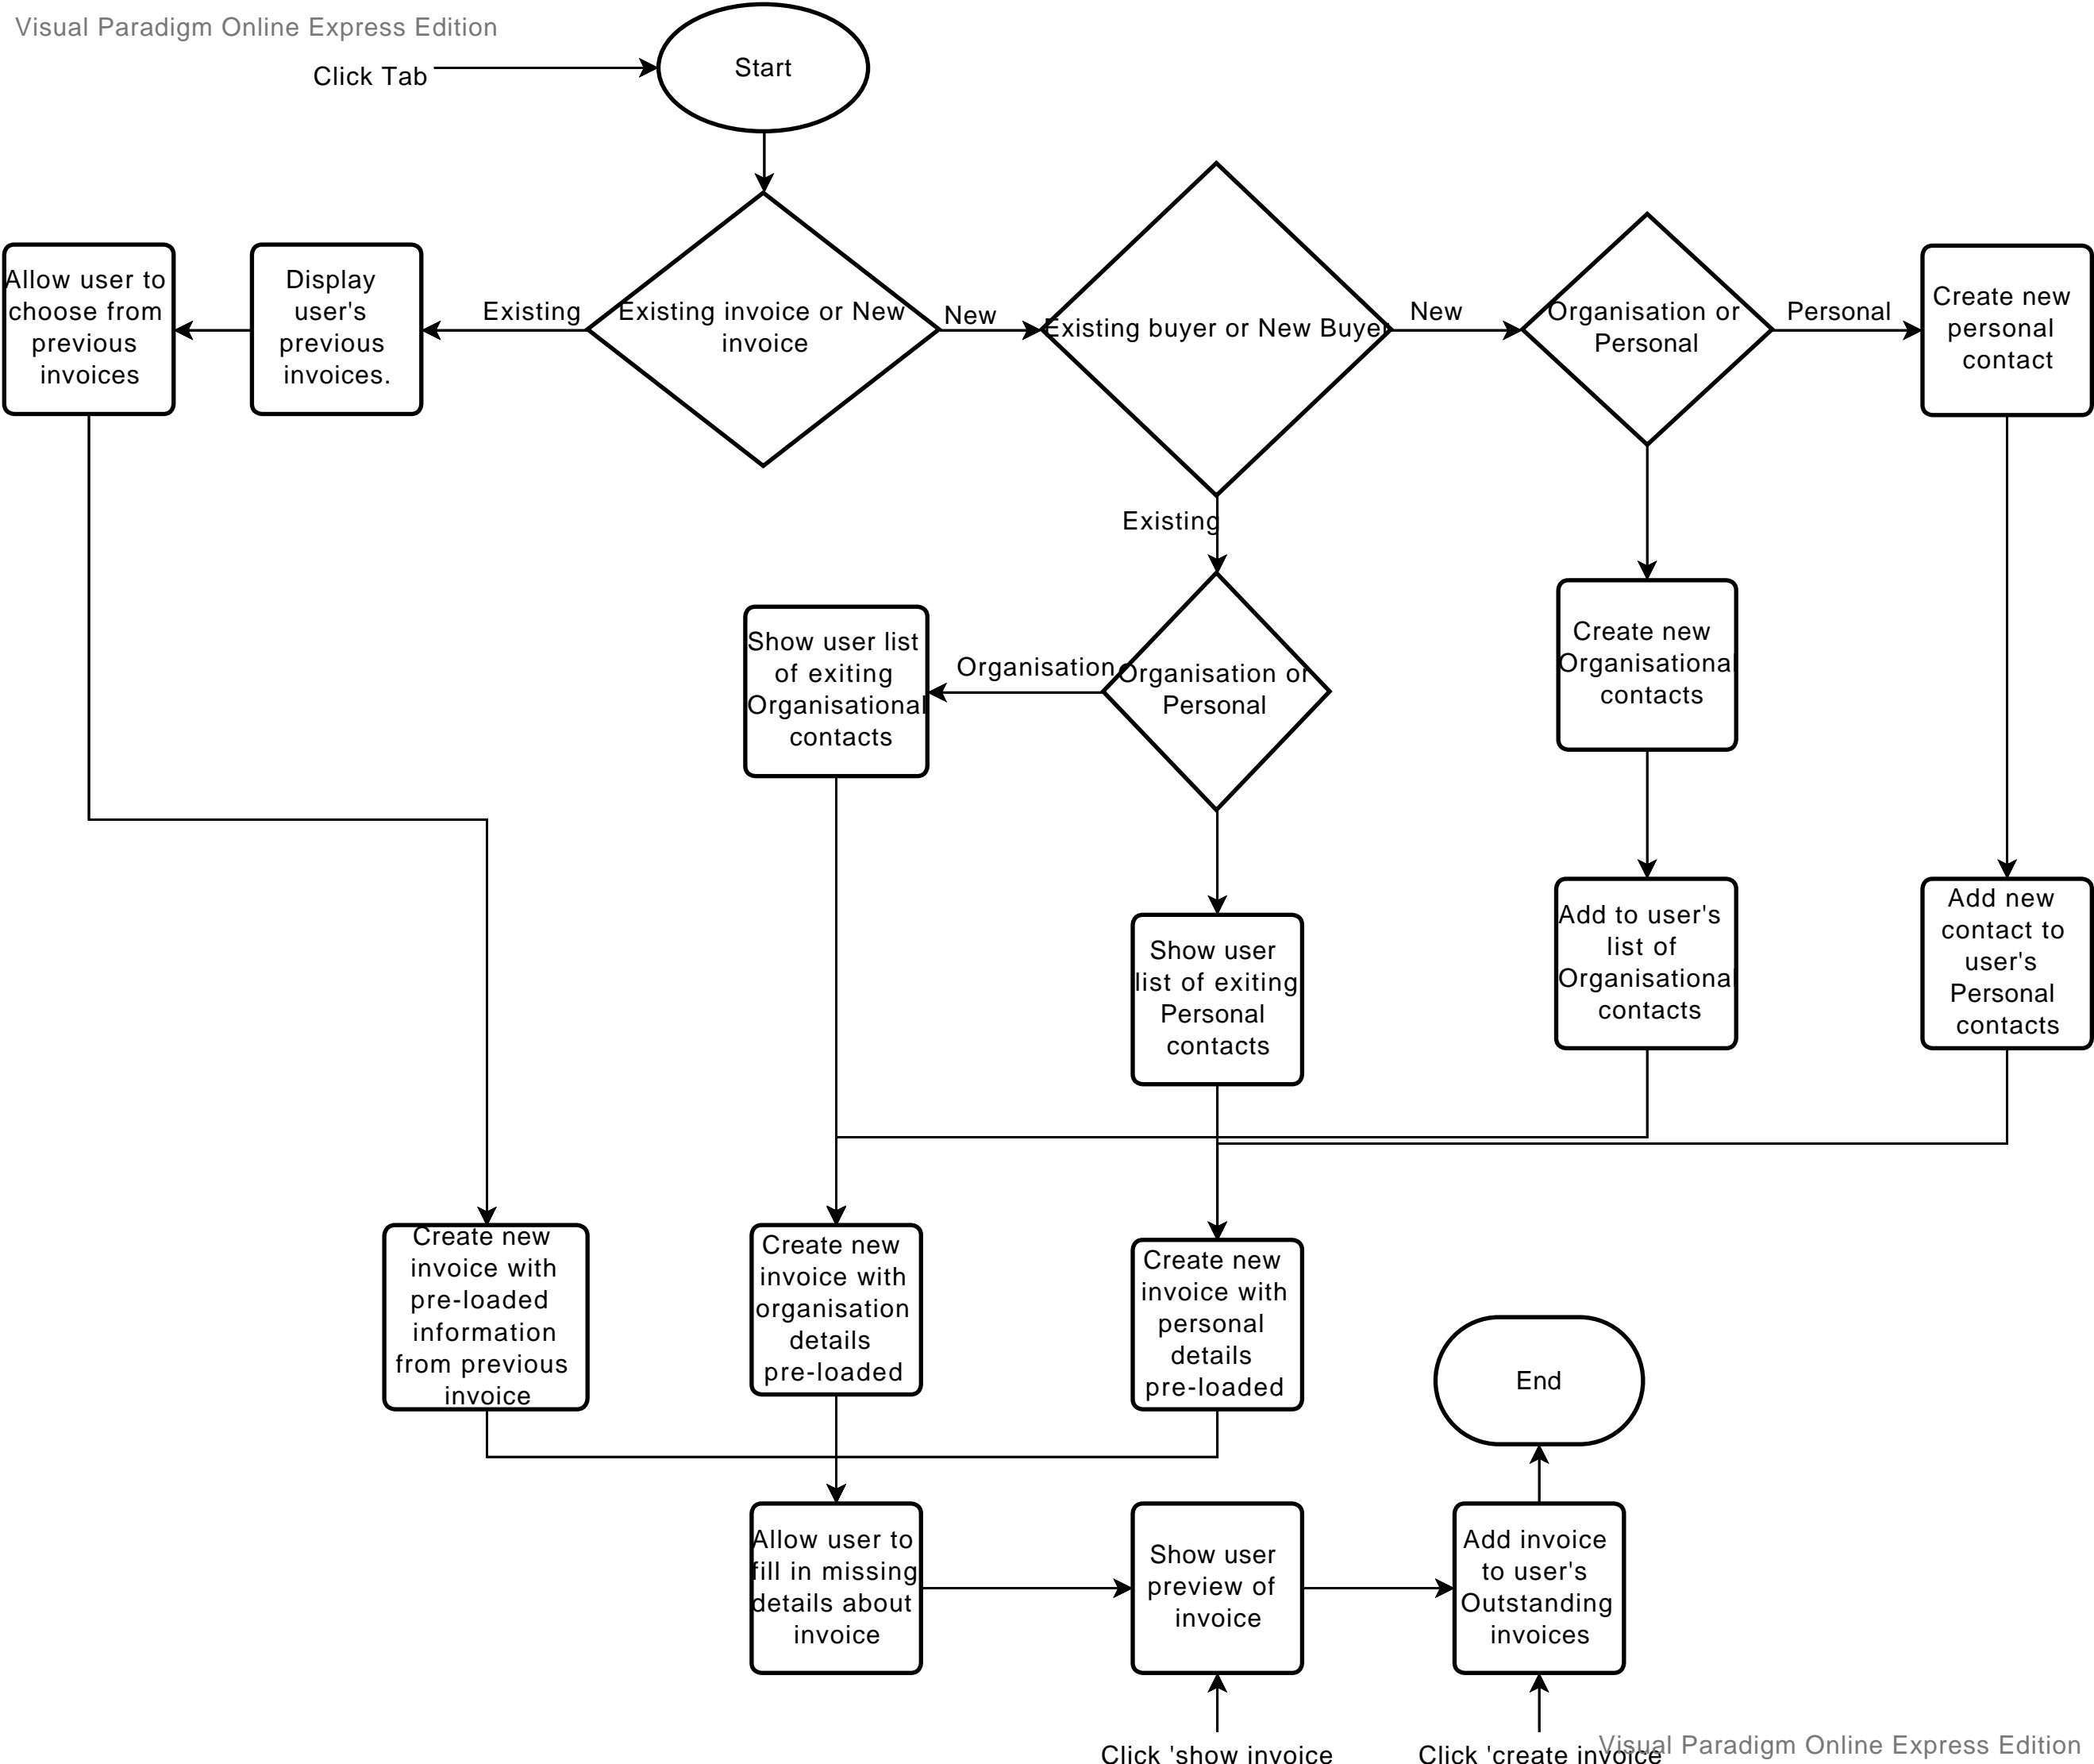 Visual Paradigm Online Express Edition
Click Tab
Start
Allow user to
choose from
previous
invoices
Display
user's
previous
invoices.
Existing
Existing invoice or New
invoice
New
Existing buyer or New Buyer
New
Organisation or
Personal
Personal
Create new
personal
contact
Existing
Show user list
of exiting
Organisational
contacts
Organisation
Organisation or
Personal
Create new
Organisational
contacts
Show user
list of exiting
Personal
contacts
Add to user's
list of
Organisational
contacts
Add new
contact to
user's
Personal
contacts
Create new
invoice with
pre-loaded
information
from previous
invoice
Create new
invoice with
organisation
details
pre-loaded
Create new
invoice with
personal
details
pre-loaded
End
Allow user to
fill in missing
details about
invoice
Show user
preview of
invoice
Add invoice
to user's
Outstanding
invoices
Click 'show invoice
Click 'create invoice
Visual Paradigm Online Express Edition